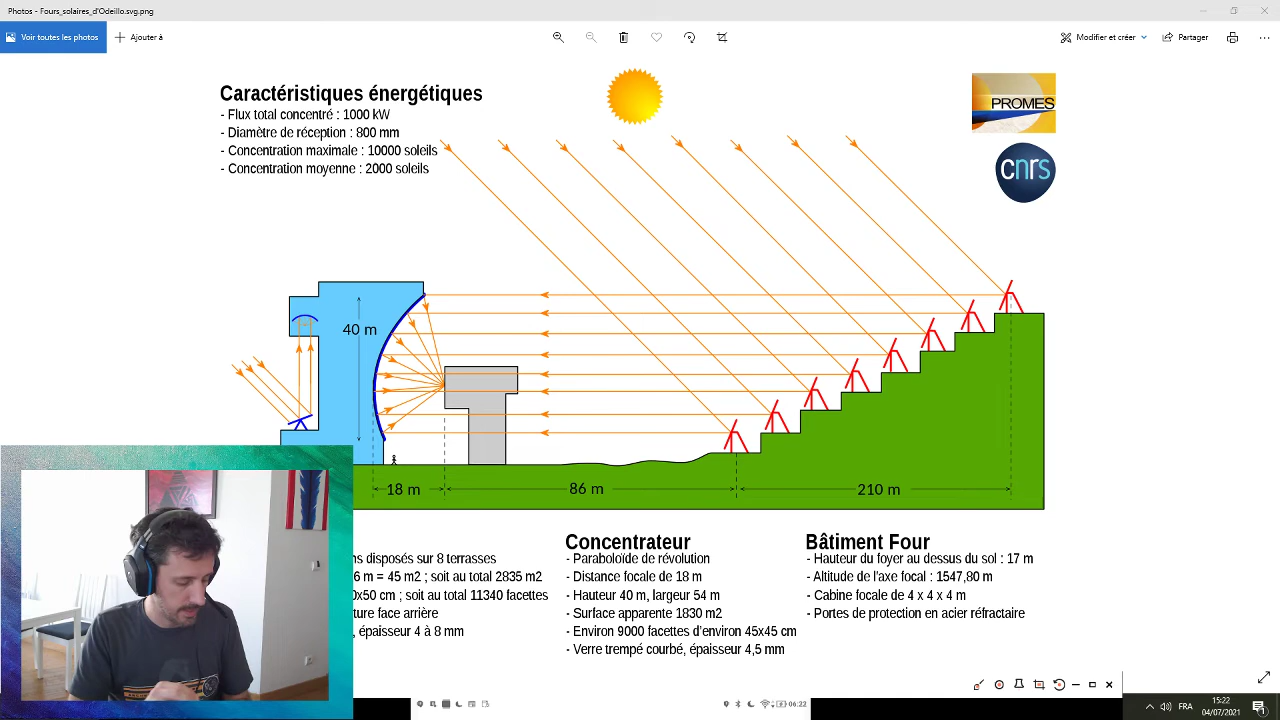 Photos - Fours_solaires_d'Odeillo.svg.png
Voir toutes les photos
Ajouter à
Modifier et créer
Partager
Caractéristiques énergétiques
- Flux total concentré : 1000 kW
- Diamètre de réception : 800 mm
- Concentration maximale : 10000 soleils
- Concentration moyenne : 2000 soleils
PROMES
cnrs
40 m
18 m
86 m
210 m
ns disposés sur 8 terrasses
6 m = 45 m2 ; soit au total 2835 m2
0x50 cm ; soit au total 11340 facettes
ture face arrière
, épaisseur 4 à 8 mm
Concentrateur
- Paraboloïde de révolution
- Distance focale de 18 m
- Hauteur 40 m, largeur 54 m
- Surface apparente 1830 m2
- Environ 9000 facettes d'environ 45x45 cm
- Verre trempé courbé, épaisseur 4,5 mm
Bâtiment Four
- Hauteur du foyer au dessus du sol : 17 m
- Altitude de l'axe focal : 1547,80 m
- Cabine focale de 4 x 4 x 4 m
- Portes de protection en acier réfractaire
06:22
FR
15:22
04/07/2021